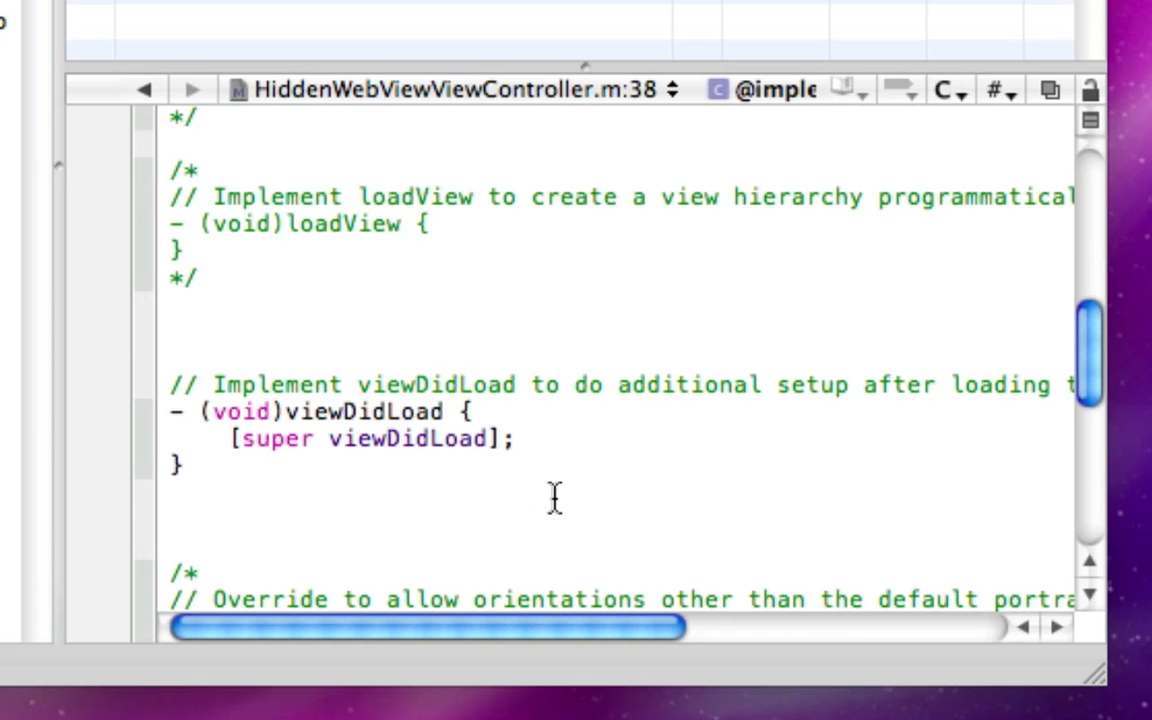 HiddenWebViewViewController.m:38 C @imple C #
*/
/*
// Implement loadView to create a view hierarchy programmatical
- (void)loadView {
}
*/
// Implement viewDidLoad to do additional setup after loading
- (void)viewDidLoad {
[super viewDidLoad];
}
/*
// Override to allow orientations other than the default portra